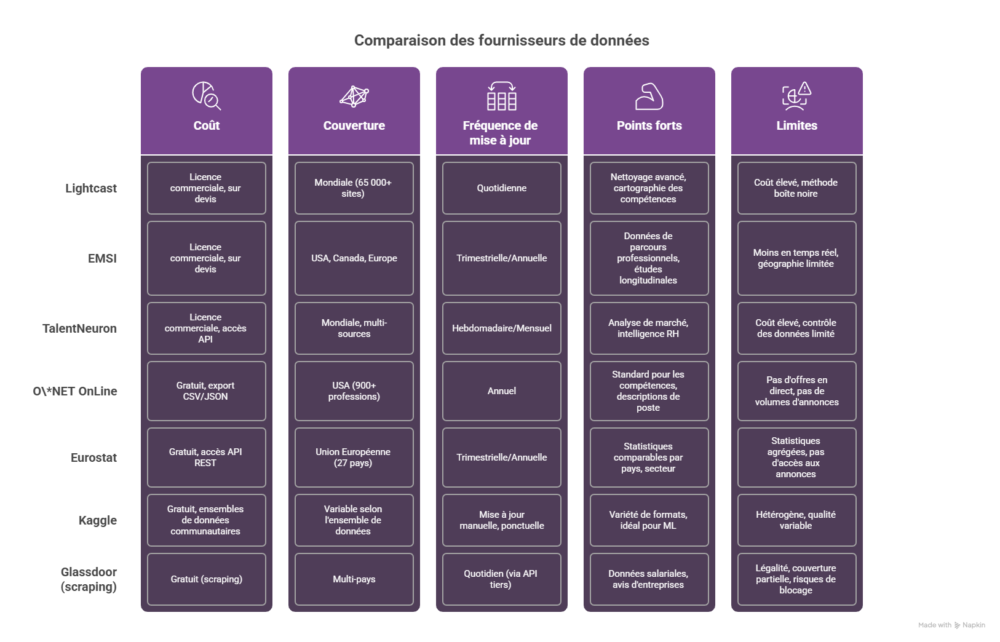 Comparaison des fournisseurs de données
Coût
Couverture
Fréquence de
mise à jour
Points forts
Limites
Lightcast
Licence
commerciale, sur
devis
Mondiale (65 000+
sites)
Quotidienne
Nettoyage avancé,
cartographie des
compétences
Coût élevé, méthode
boîte noire
EMSI
Licence
commerciale, sur
devis
USA, Canada, Europe
Trimestrielle/Annuelle
Données de
parcours
professionnels,
études
longitudinales
Moins en temps réel,
géographie limitée
TalentNeuron
Licence
commerciale, accès
API
Mondiale, multi-
sources
Hebdomadaire/Mensuel
Analyse de marché,
intelligence RH
Coût élevé, contrôle
des données limité
O\*NET OnLine
Gratuit, export
CSV/JSON
USA (900+
professions)
Annuel
Standard pour les
compétences,
descriptions de
poste
Pas d'offres en
direct, pas de
volumes d'annonces
Eurostat
Gratuit, accès API
REST
Union Européenne
(27 pays)
Trimestrielle/Annuelle
Statistiques
comparables par
pays, secteur
Statistiques
agrégées, pas
d'accès aux
annonces
Kaggle
Gratuit, ensembles
de données
communautaires
Variable selon
l'ensemble de
données
Mise à jour
manuelle, ponctuelle
Variété de formats,
idéal pour ML
Hétérogène, qualité
variable
Glassdoor
(scraping)
Gratuit (scraping)
Multi-pays
Quotidien (via API
tiers)
Données salariales,
avis d'entreprises
Légalité, couverture
partielle, risques de
blocage
Made with Napkin